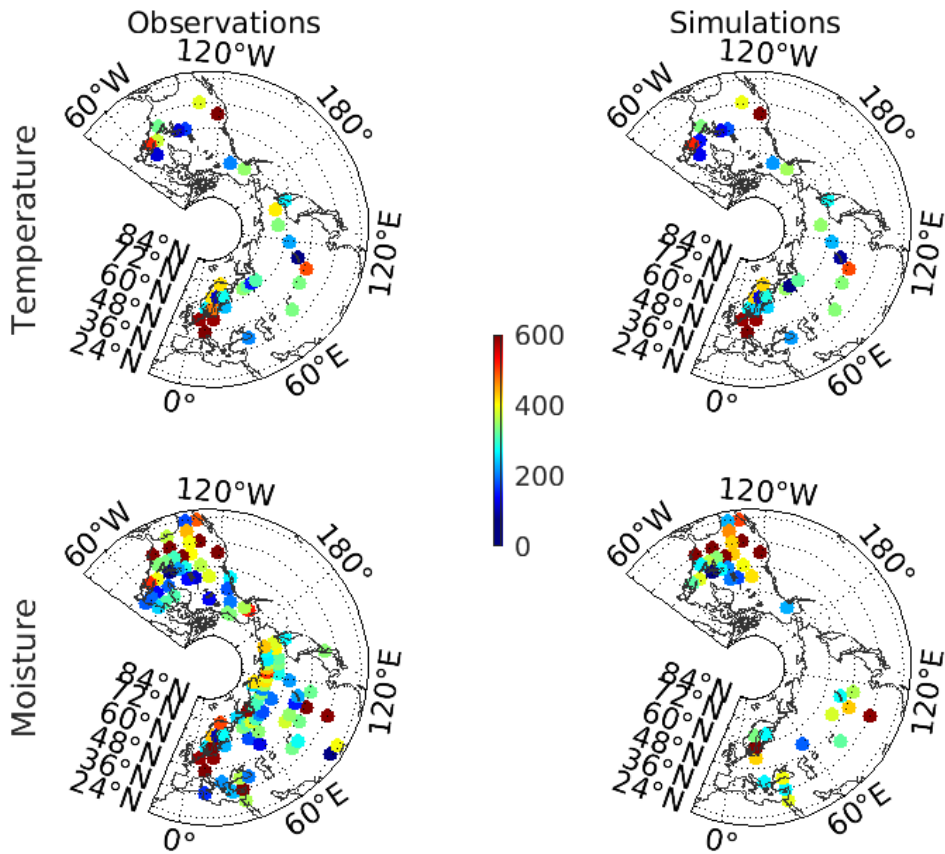 Observations
Simulations
120°W
120°W
60°W
180°
60°W
180°
Temperature
120°E
120°E
84°N
72°N
60°N
48°N
36°N
24°N
84°N
72°N
60°N
48°N
36°N
24°N
0°
60°E
0°
60°E
600
400
200
0
120°W
120°W
60°W
180°
60°W
180°
Moisture
120°E
120°E
84°N
72°N
60°N
48°N
36°N
24°N
84°N
72°N
60°N
48°N
36°N
24°N
0°
60°E
0°
60°E